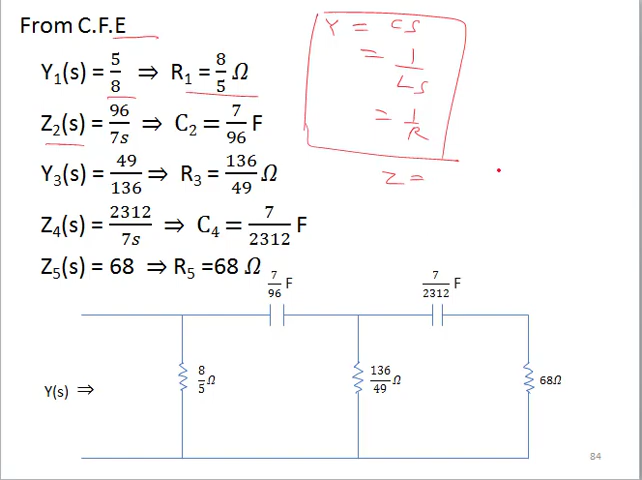 From C.F.E
Y₁(s) = 5/8 ⇒ R₁ = 8/5 Ω
Z₂(s) = 96/7s ⇒ C₂ = 7/96 F
Y₃(s) = 49/136 ⇒ R₃ = 136/49 Ω
Z₄(s) = 2312/7s ⇒ C₄ = 7/2312 F
Z₅(s) = 68 ⇒ R₅ =68 Ω
Y = CS
= 1/LS
= 1/R
Z =
7/96 F
7/2312 F
Y(s) ⇒
8/5 Ω
136/49 Ω
68Ω
84